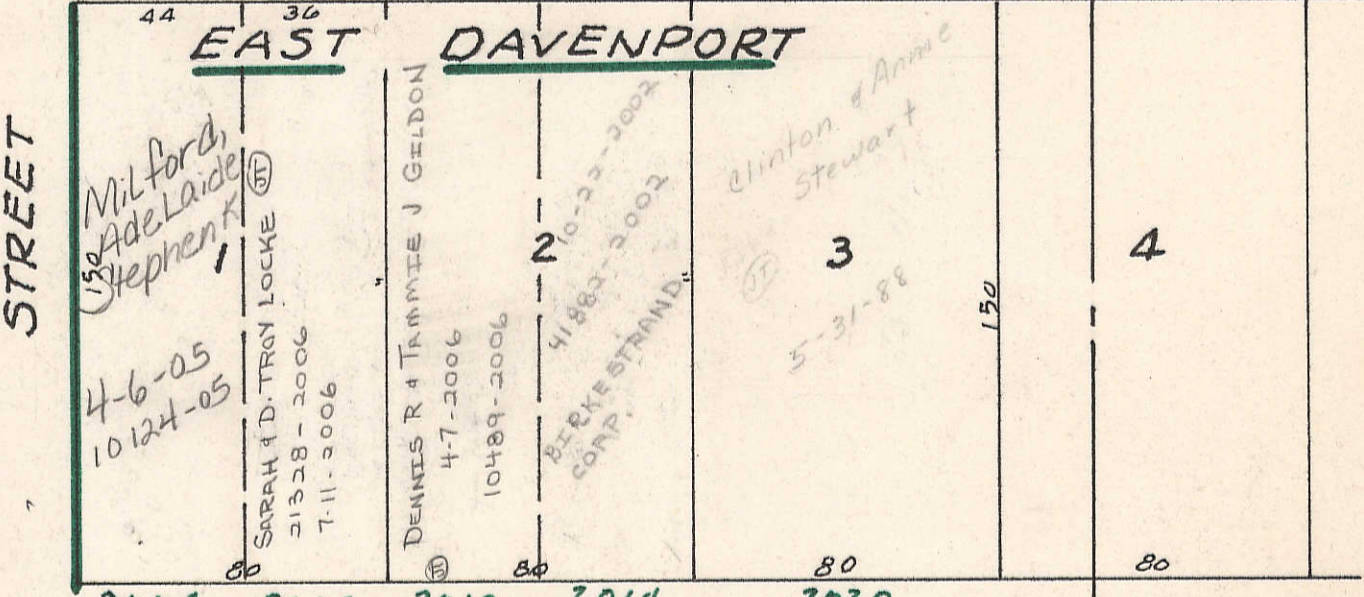 44 36
EAST DAVENPORT
STREET
Milford,
Adelaide
Stephen K
150
1
4-6-05
10124-05
SARAH & D. TROY LOCKE JT
21328-2006
7-11-2006
DENNIS R & TAMMIE J GILDON
4-7-2006
10489-2006
JT
2
10-22-2002
41882-2002
BIRKESTRAND
CORP.
Clinton & Annie
Stewart
JT
3
5-31-88
150
4
80 80 80 80